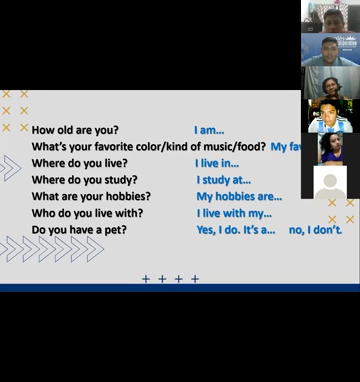 How old are you? I am...
What's your favorite color/kind of music/food? My fav
Where do you live? I live in...
Where do you study? I study at...
What are your hobbies? My hobbies are...
Who do you live with? I live with my...
Do you have a pet? Yes, I do. It's a... no, I don't.